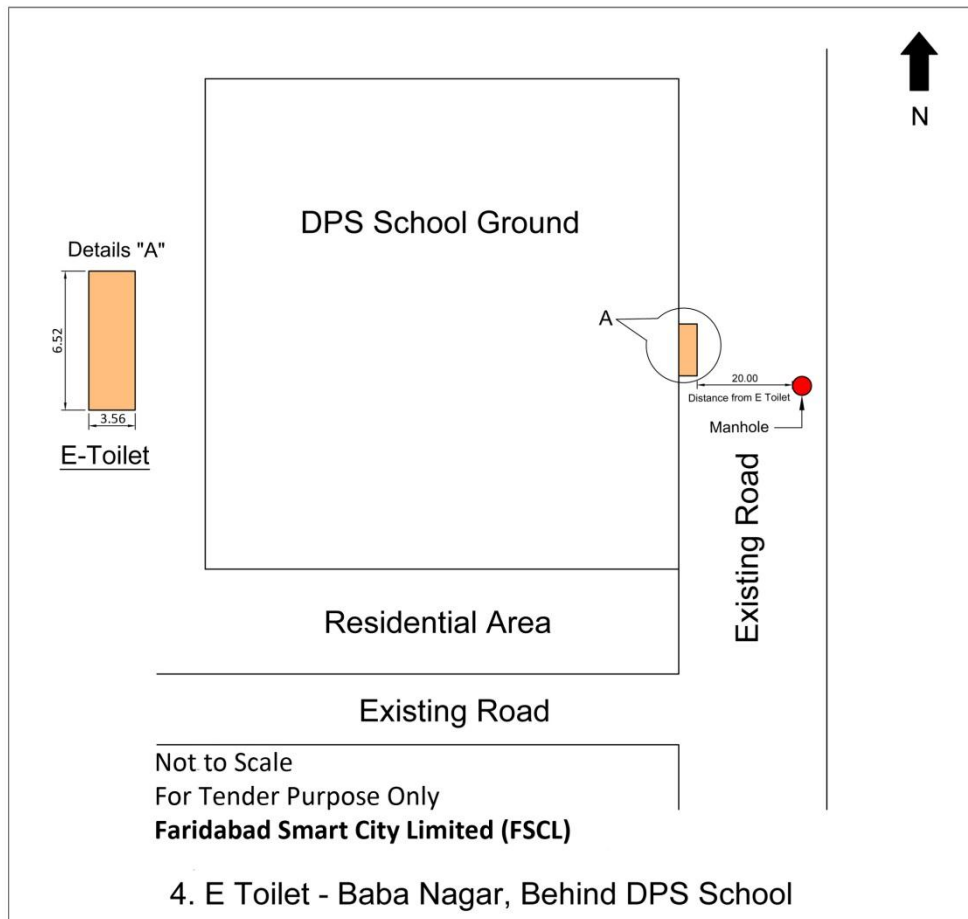 N
DPS School Ground
Details "A"
6.52
3.56
E-Toilet
A
20.00
Distance from E Toilet
Manhole
Existing Road
Residential Area
Existing Road
Not to Scale
For Tender Purpose Only
Faridabad Smart City Limited (FSCL)
4. E Toilet - Baba Nagar, Behind DPS School